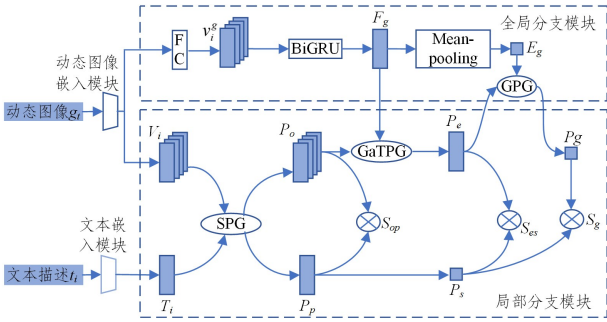 全局分支模块
F
C
v_i^g
BiGRU
F_g
Mean-
pooling
E_g
GPG
动态图像
嵌入模块
动态图像g_t
V_i
P_o
GaTPG
P_e
Pg
SPG
S_op
S_es
S_g
文本嵌
入模块
文本描述t_i
T_i
P_p
P_s
局部分支模块